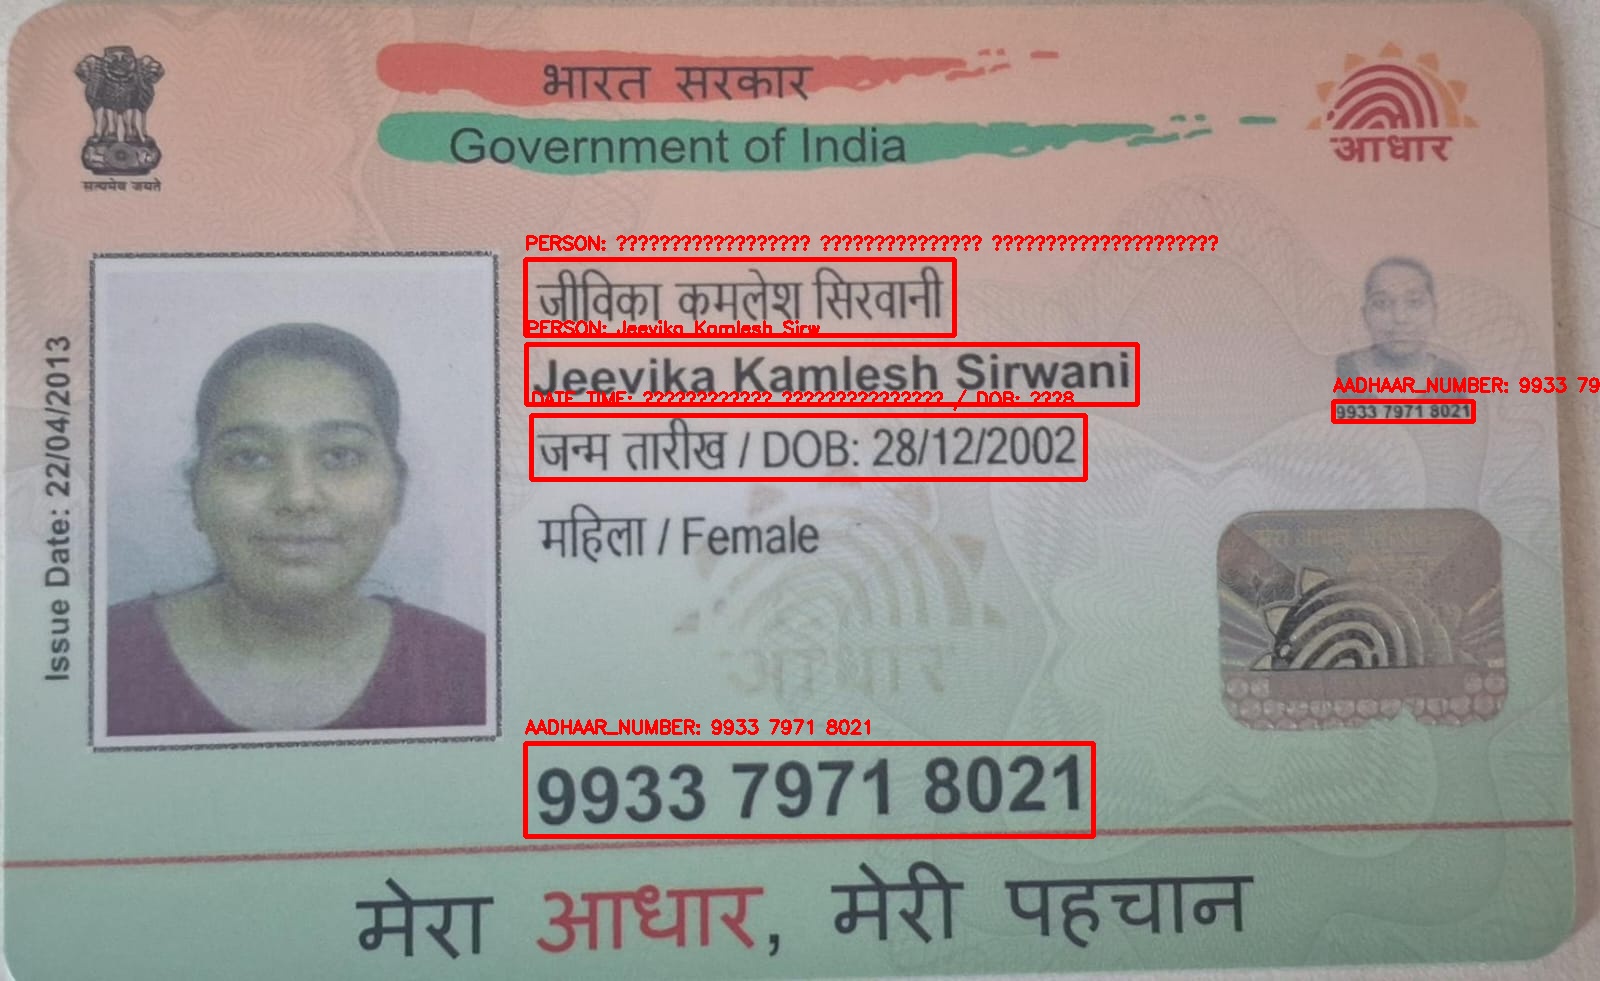 भारत सरकार
Government of India
आधार
सत्यमेव जयते
PERSON: ?????????????????? ??????????????? ?????????????????????
जीविका कमलेश सिरवानी
PERSON: Jeevika Kamlesh Sirw
Jeevika Kamlesh Sirwani
DATE_TIME: ???????????? ??????????????? / DOB: ???8
जन्म तारीख / DOB: 28/12/2002
महिला / Female
AADHAAR_NUMBER: 9933 79
9933 7971 8021
Issue Date: 22/04/2013
आधार
AADHAAR_NUMBER: 9933 7971 8021
9933 7971 8021
मेरा आधार, मेरी पहचान